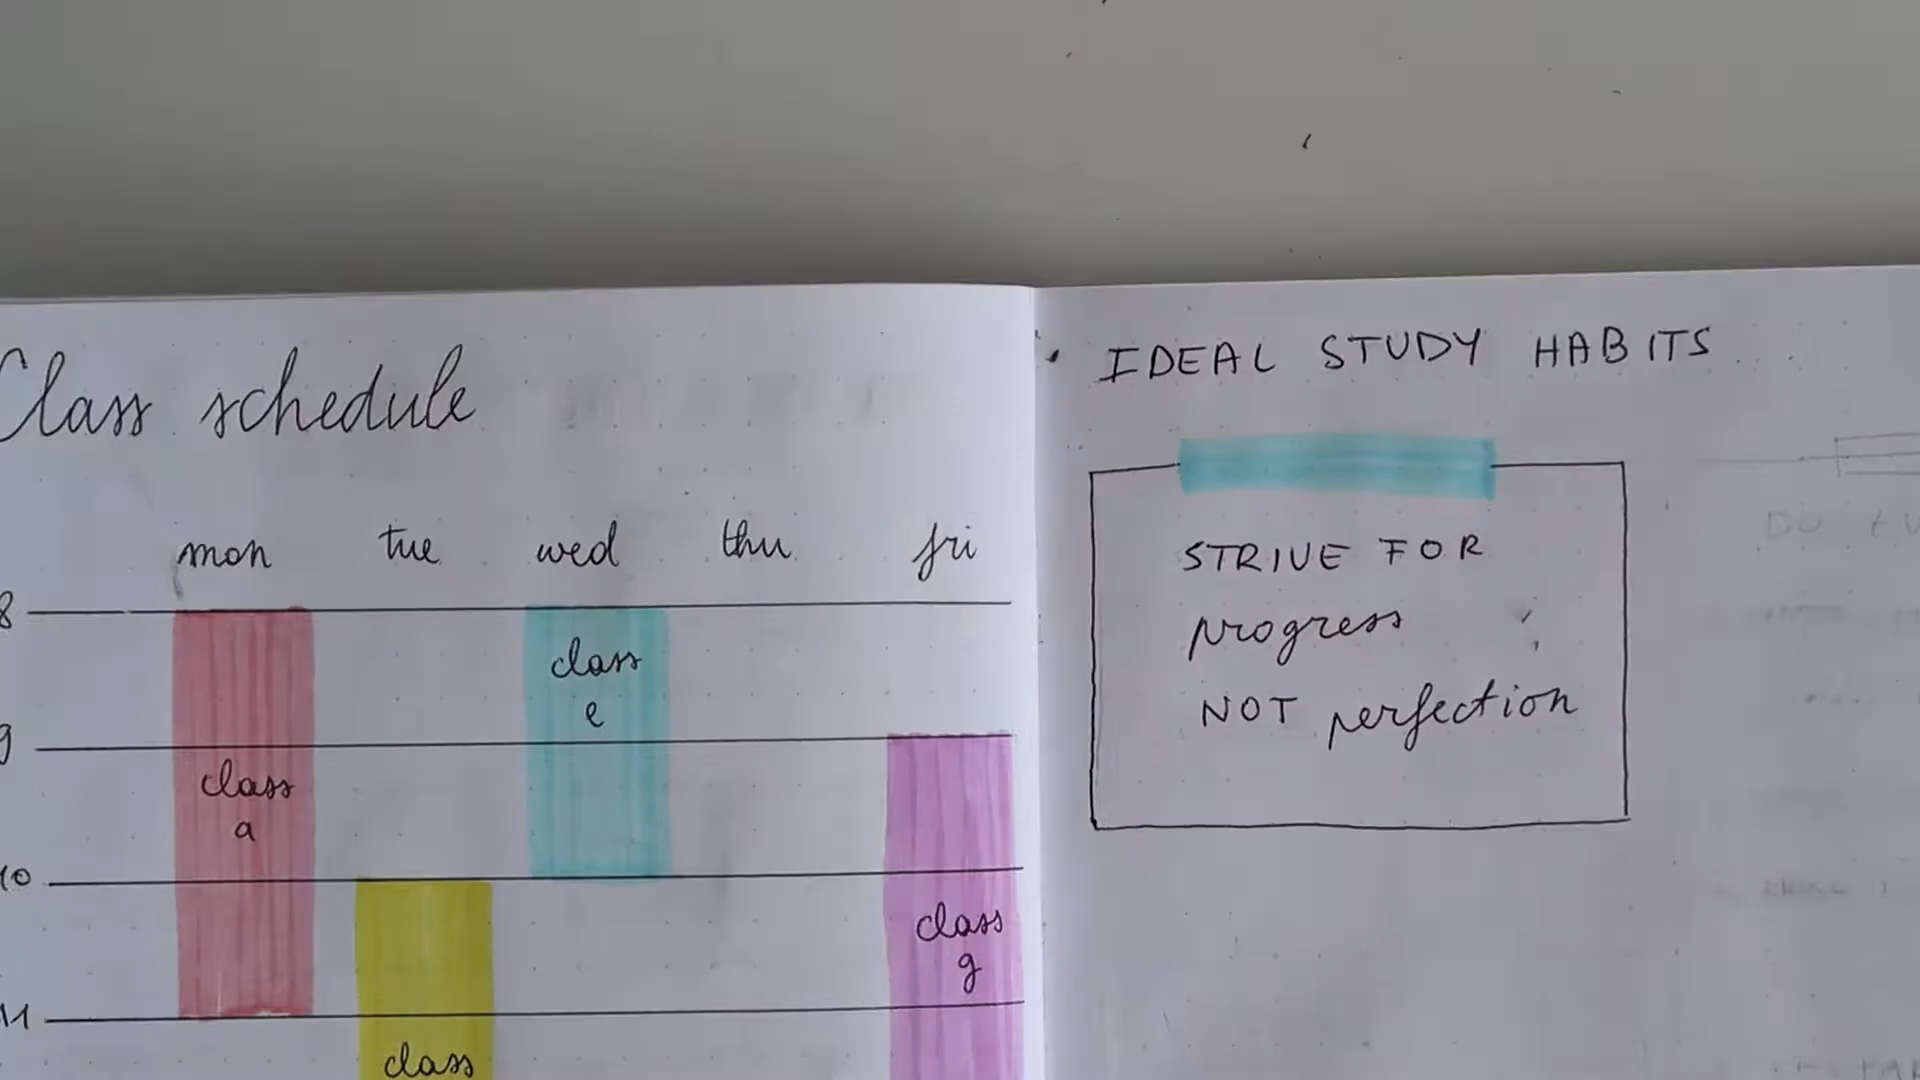 Class schedule
mon tue wed thu fri
8
class
e
9
class
a
10
class
g
11
class
IDEAL STUDY HABITS
STRIVE FOR
progress
NOT perfection